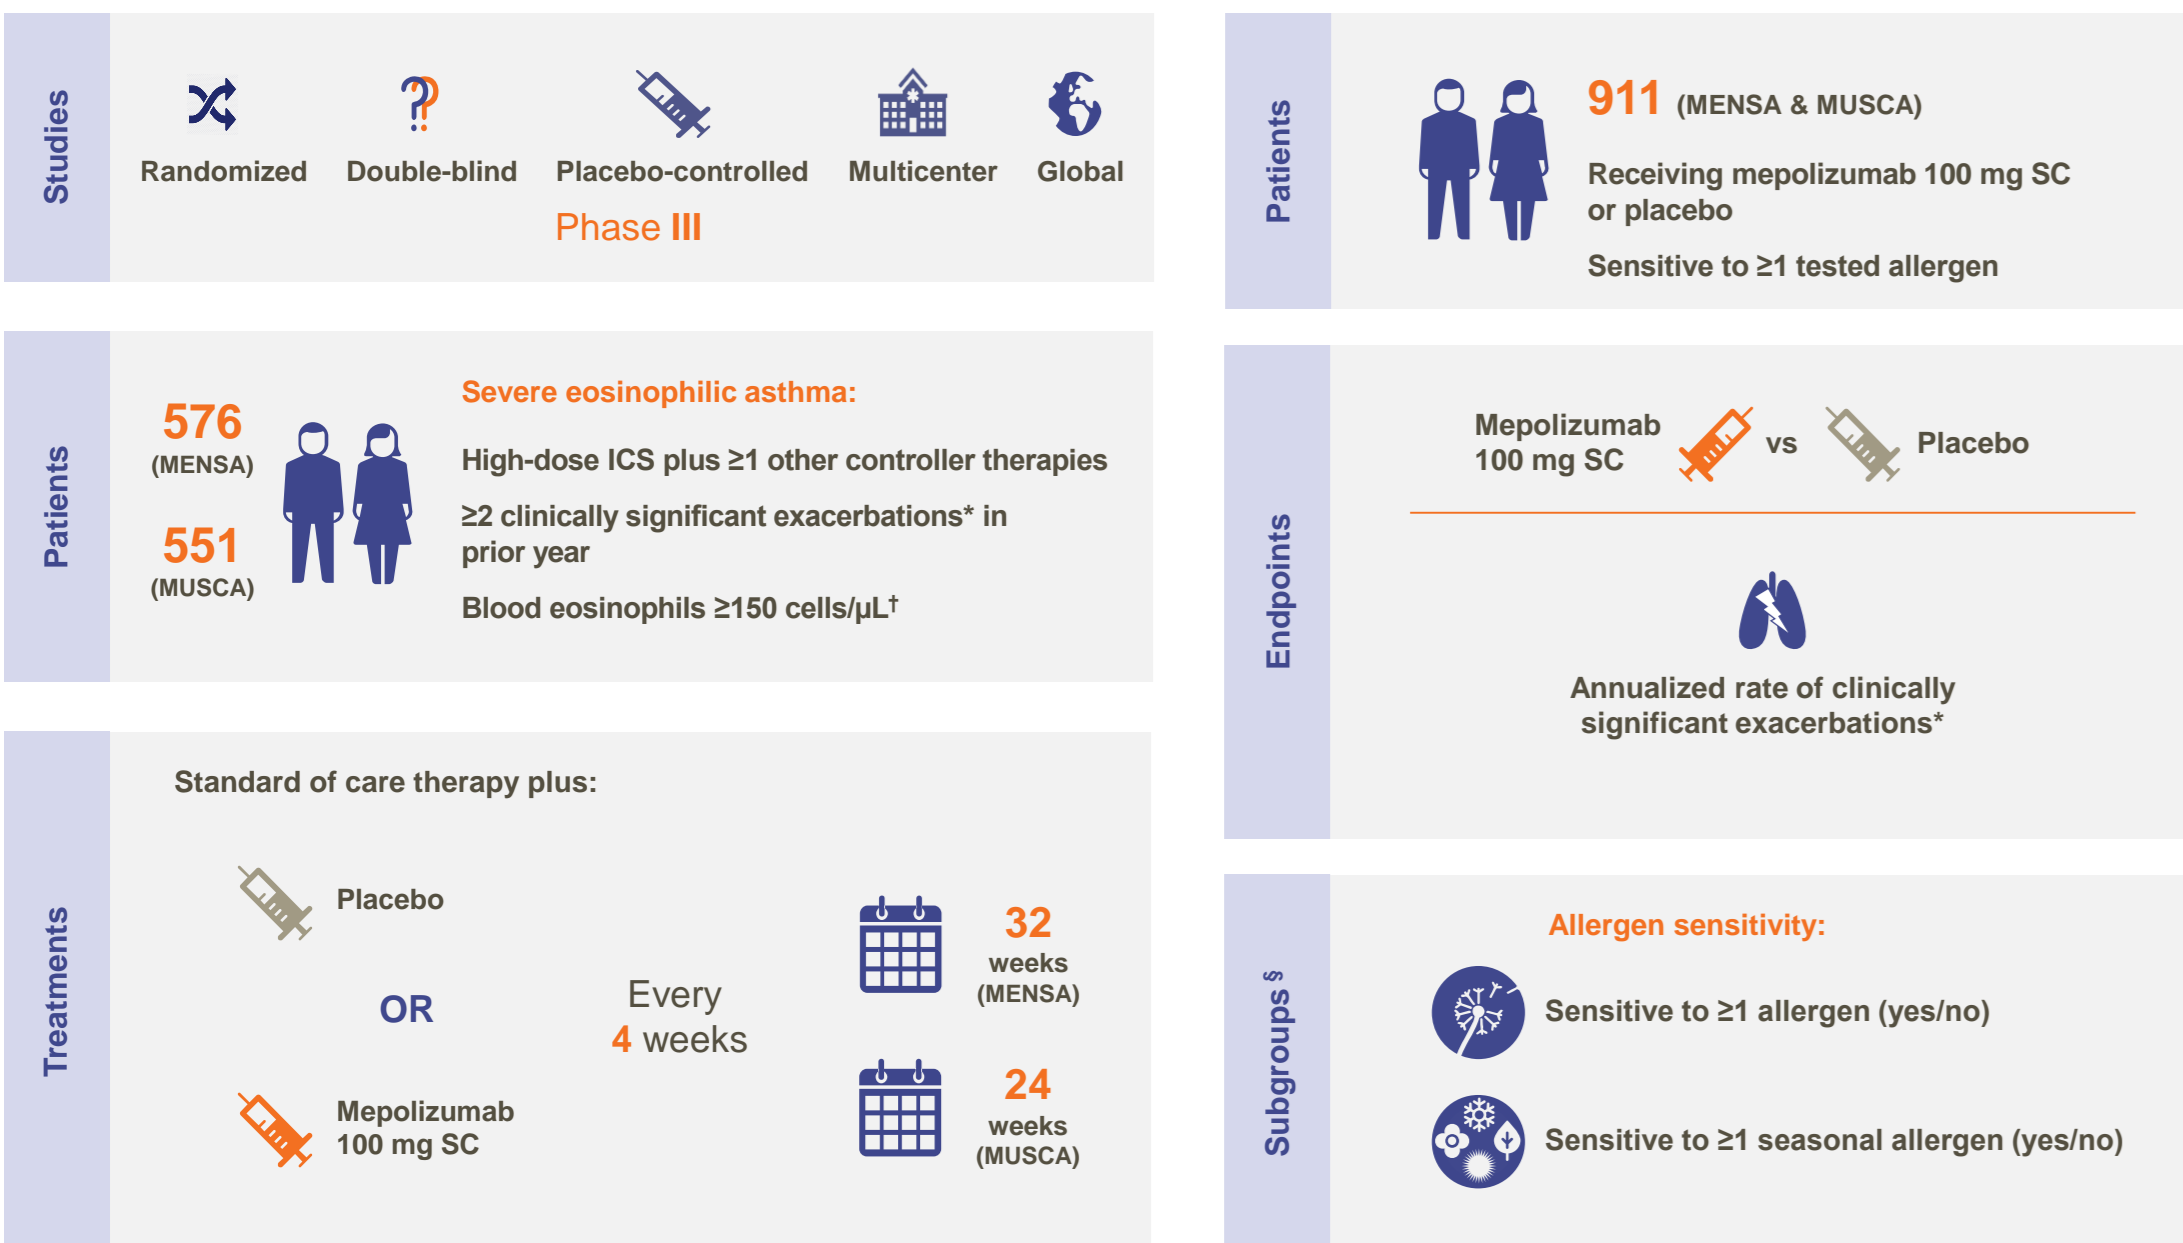 Studies
Randomized
Double-blind
Placebo-controlled
Multicenter
Global
Phase III
Patients
576
(MENSA)
551
(MUSCA)
Severe eosinophilic asthma:
High-dose ICS plus ≥1 other controller therapies
≥2 clinically significant exacerbations* in
prior year
Blood eosinophils ≥150 cells/µL†
Treatments
Standard of care therapy plus:
Placebo
OR
Mepolizumab
100 mg SC
Every
4 weeks
32
weeks
(MENSA)
24
weeks
(MUSCA)
Patients
911 (MENSA & MUSCA)
Receiving mepolizumab 100 mg SC
or placebo
Sensitive to ≥1 tested allergen
Endpoints
Mepolizumab
100 mg SC
vs
Placebo
Annualized rate of clinically
significant exacerbations*
Subgroups§
Allergen sensitivity:
Sensitive to ≥1 allergen (yes/no)
Sensitive to ≥1 seasonal allergen (yes/no)